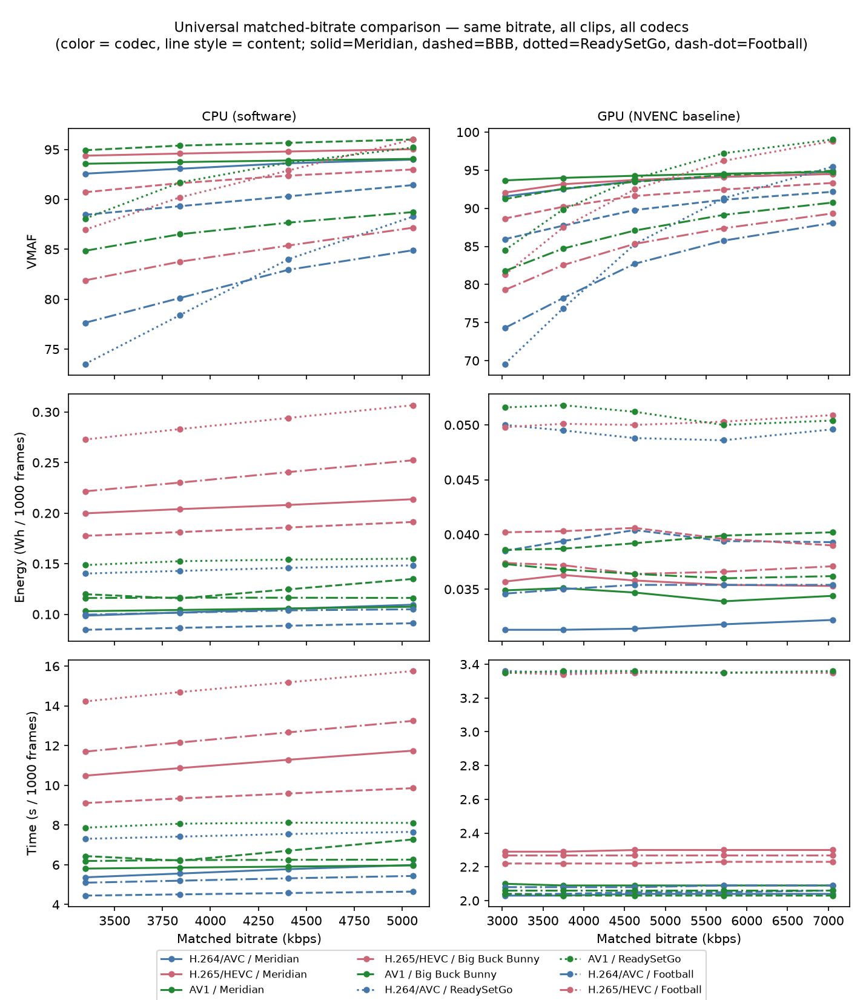 Universal matched-bitrate comparison — same bitrate, all clips, all codecs
(color = codec, line style = content; solid=Meridian, dashed=BBB, dotted=ReadySetGo, dash-dot=Football)
CPU (software)
GPU (NVENC baseline)
VMAF
95
90
85
80
75
100
95
90
85
80
75
70
Energy (Wh / 1000 frames)
0.30
0.25
0.20
0.15
0.10
0.050
0.045
0.040
0.035
Time (s / 1000 frames)
16
14
12
10
8
6
4
3.4
3.2
3.0
2.8
2.6
2.4
2.2
2.0
3500 3750 4000 4250 4500 4750 5000
3000 3500 4000 4500 5000 5500 6000 6500 7000
Matched bitrate (kbps)
Matched bitrate (kbps)
H.264/AVC / Meridian
H.265/HEVC / Meridian
AV1 / Meridian
H.265/HEVC / Big Buck Bunny
AV1 / Big Buck Bunny
H.264/AVC / ReadySetGo
AV1 / ReadySetGo
H.264/AVC / Football
H.265/HEVC / Football